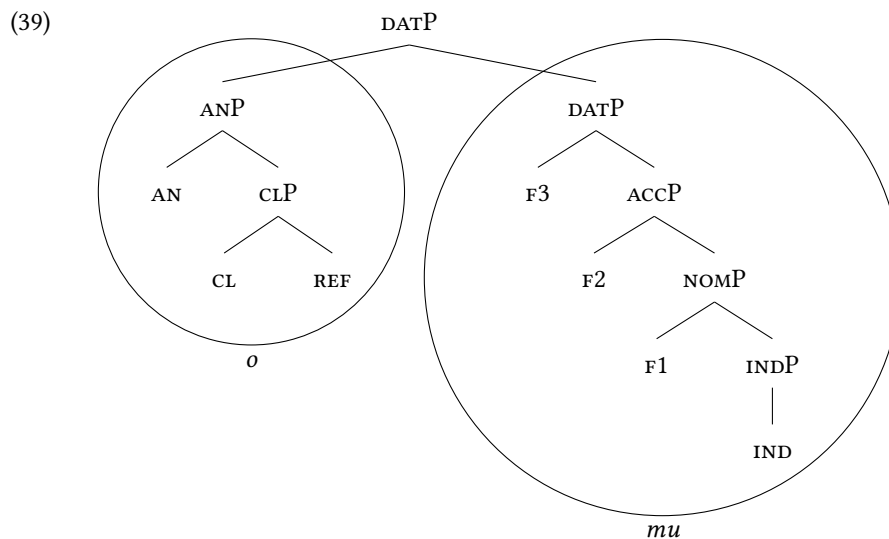 (39) DATP
ANP DATP
AN CLP F3 ACCP
CL REF F2 NOMP
o F1 INDP
IND
mu